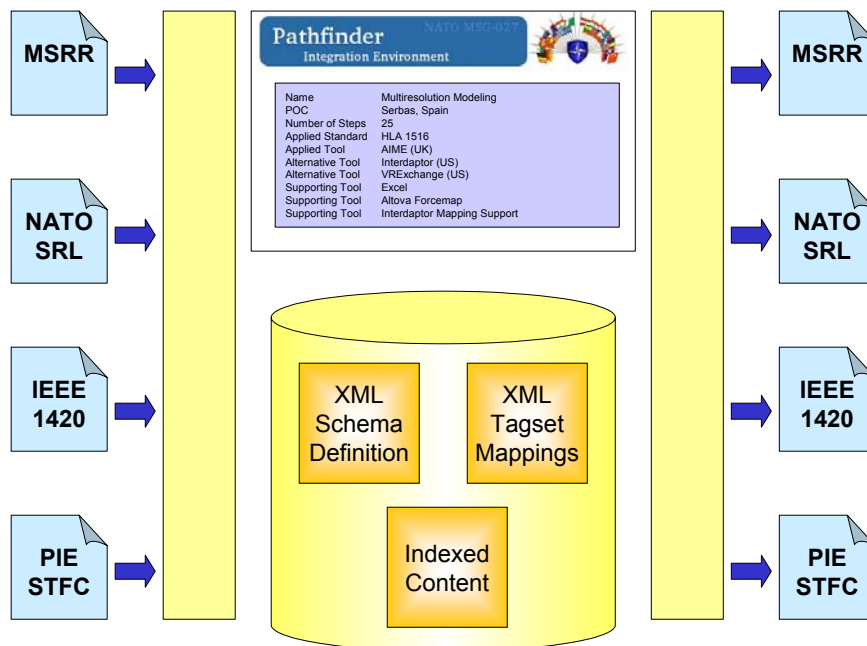 MSRR
NATO
SRL
IEEE
1420
PIE
STFC
NATO MSG-027
Pathfinder
Integration Environment
Name Multiresolution Modeling
POC Serbas, Spain
Number of Steps 25
Applied Standard HLA 1516
Applied Tool AIME (UK)
Alternative Tool Interdaptor (US)
Alternative Tool VRExchange (US)
Supporting Tool Excel
Supporting Tool Altova Forcemap
Supporting Tool Interdaptor Mapping Support
XML
Schema
Definition
XML
Tagset
Mappings
Indexed
Content
MSRR
NATO
SRL
IEEE
1420
PIE
STFC